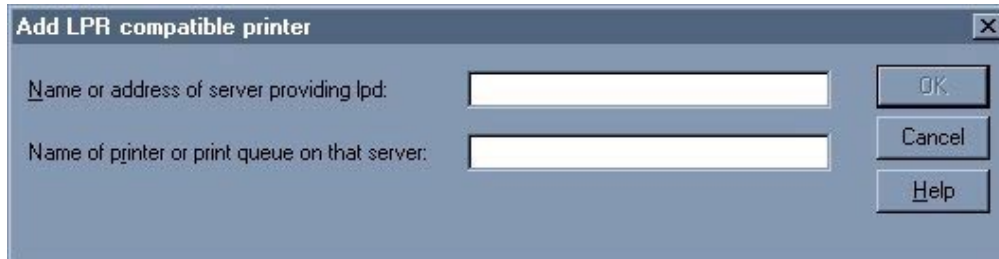 Add LPR compatible printer
Name or address of server providing lpd:
OK
Name of printer or print queue on that server:
Cancel
Help